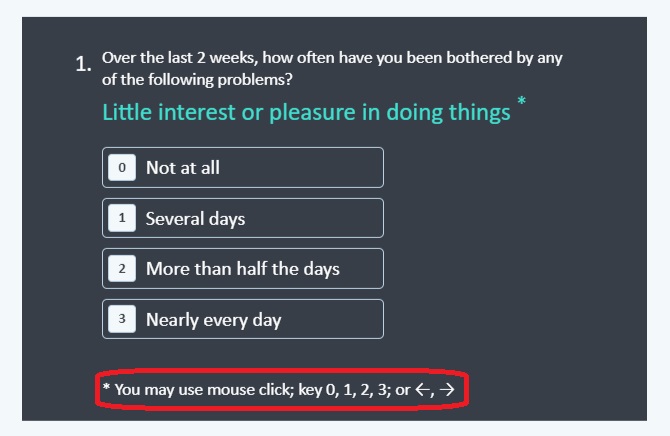 1. Over the last 2 weeks, how often have you been bothered by any
of the following problems?
Little interest or pleasure in doing things *
0 Not at all
1 Several days
2 More than half the days
3 Nearly every day
* You may use mouse click; key 0, 1, 2, 3; or ←, →